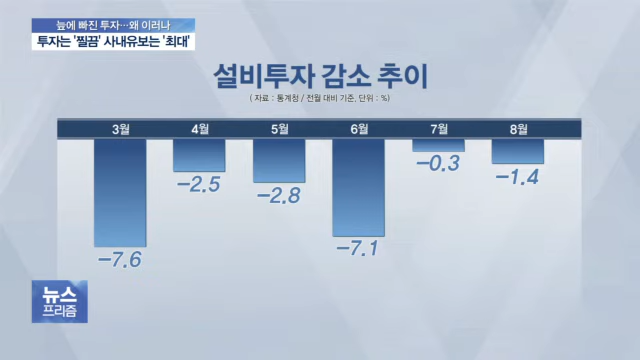 늪에 빠진 투자…왜 이러나
투자는 '찔끔' 사내유보는 '최대'
설비투자 감소 추이
( 자료 : 통계청 / 전월 대비 기준, 단위 : %)
3월 4월 5월 6월 7월 8월
-7.6 -2.5 -2.8 -7.1 -0.3 -1.4
뉴스
프리즘